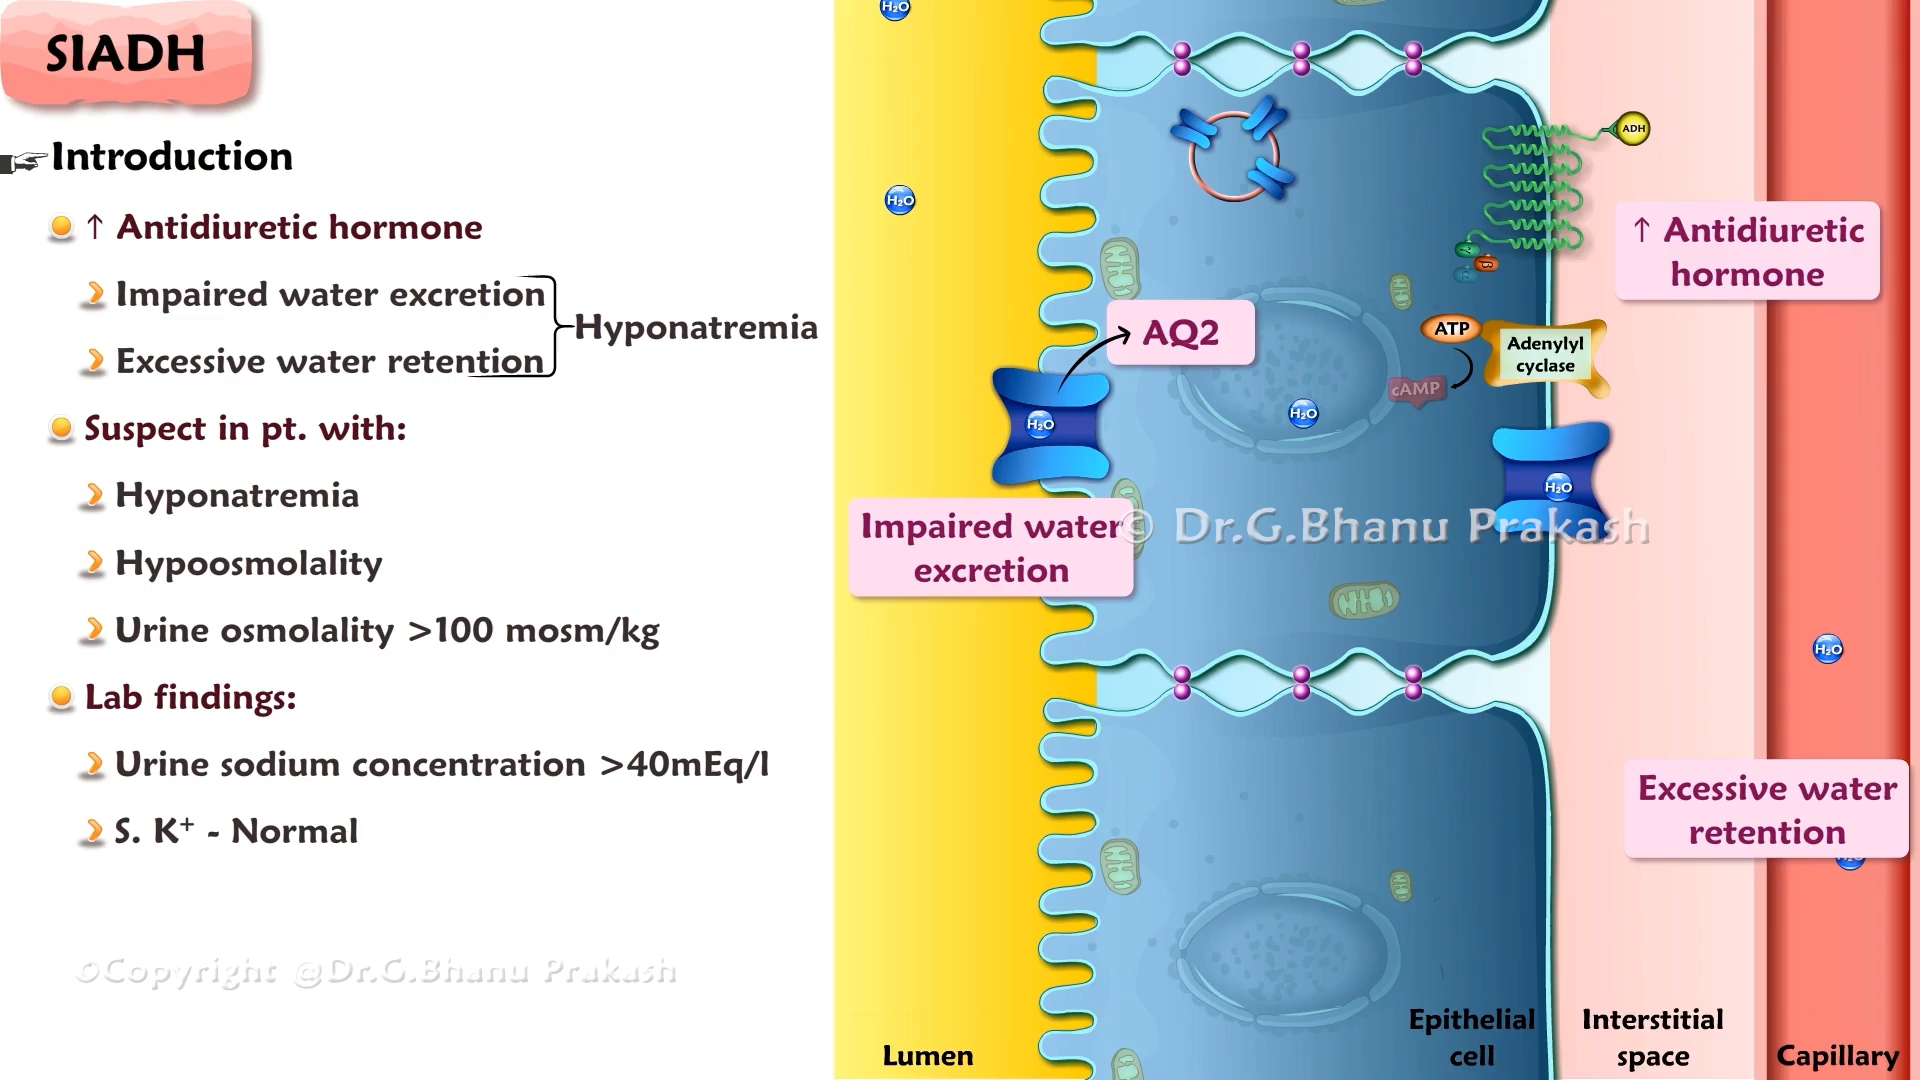 SIADH
Introduction
↑ Antidiuretic hormone
Impaired water excretion
Excessive water retention
Hyponatremia
Suspect in pt. with:
Hyponatremia
Hypoosmolality
Urine osmolality >100 mosm/kg
Lab findings:
Urine sodium concentration >40mEq/l
S. K⁺ - Normal
©Copyright @Dr.G.Bhanu Prakash
H₂O
H₂O
ADH
↑ Antidiuretic
hormone
AQ2
ATP
Adenylyl
cyclase
cAMP
H₂O
H₂O
H₂O
Impaired water
excretion
© Dr.G.Bhanu Prakash
H₂O
Excessive water
retention
H₂O
Lumen
Epithelial
cell
Interstitial
space
Capillary